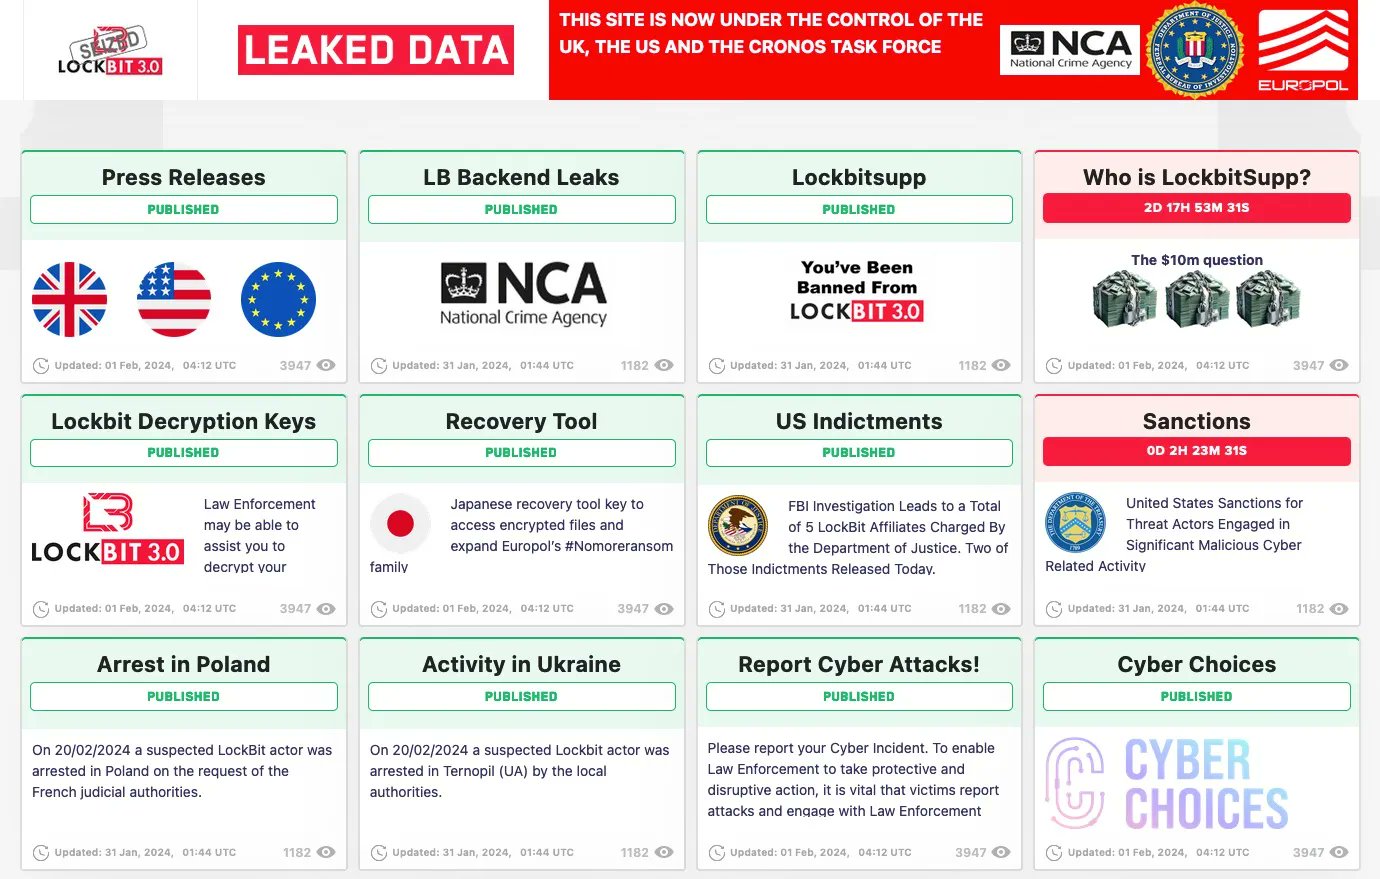 SEIZED
LOCKBIT 3.0
LEAKED DATA
THIS SITE IS NOW UNDER THE CONTROL OF THE
UK, THE US AND THE CRONOS TASK FORCE
NCA
National Crime Agency
DEPARTMENT OF JUSTICE
FEDERAL BUREAU OF INVESTIGATION
EUROPOL
Press Releases
PUBLISHED
Updated: 01 Feb, 2024, 04:12 UTC 3947
LB Backend Leaks
PUBLISHED
NCA
National Crime Agency
Updated: 31 Jan, 2024, 01:44 UTC 1182
Lockbitsupp
PUBLISHED
You've Been
Banned From
LOCKBIT 3.0
Updated: 31 Jan, 2024, 01:44 UTC 1182
Who is LockbitSupp?
2D 17H 53M 31S
The $10m question
Updated: 01 Feb, 2024, 04:12 UTC 3947
Lockbit Decryption Keys
PUBLISHED
LOCKBIT 3.0
Law Enforcement
may be able to
assist you to
decrypt your
Updated: 01 Feb, 2024, 04:12 UTC 3947
Recovery Tool
PUBLISHED
Japanese recovery tool key to
access encrypted files and
expand Europol's #Nomoreransom
family
Updated: 01 Feb, 2024, 04:12 UTC 3947
US Indictments
PUBLISHED
FBI Investigation Leads to a Total
of 5 LockBit Affiliates Charged By
the Department of Justice. Two of
Those Indictments Released Today.
Updated: 31 Jan, 2024, 01:44 UTC 1182
Sanctions
0D 2H 23M 31S
THE DEPARTMENT OF THE TREASURY
1789
United States Sanctions for
Threat Actors Engaged in
Significant Malicious Cyber
Related Activity
Updated: 31 Jan, 2024, 01:44 UTC 1182
Arrest in Poland
PUBLISHED
On 20/02/2024 a suspected LockBit actor was
arrested in Poland on the request of the
French judicial authorities.
Updated: 31 Jan, 2024, 01:44 UTC 1182
Activity in Ukraine
PUBLISHED
On 20/02/2024 a suspected Lockbit actor was
arrested in Ternopil (UA) by the local
authorities.
Updated: 31 Jan, 2024, 01:44 UTC 1182
Report Cyber Attacks!
PUBLISHED
Please report your Cyber Incident. To enable
Law Enforcement to take protective and
disruptive action, it is vital that victims report
attacks and engage with Law Enforcement
Updated: 01 Feb, 2024, 04:12 UTC 3947
Cyber Choices
PUBLISHED
CYBER
CHOICES
Updated: 01 Feb, 2024, 04:12 UTC 3947